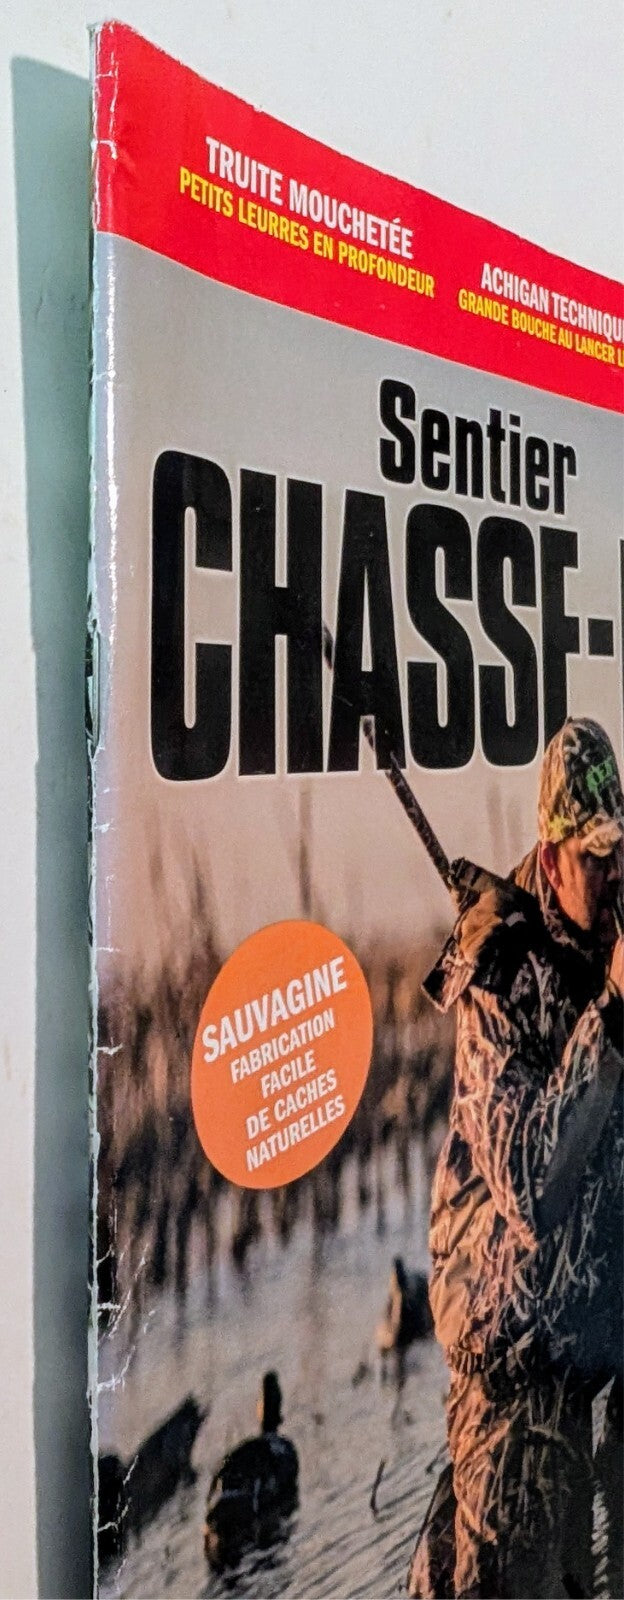 TRUITE MOUCHETÉE
PETITS LEURRES EN PROFONDEUR
ACHIGAN TECHNIQU
GRANDE BOUCHE AU LANCER L
Sentier
CHASSE-
SAUVAGINE
FABRICATION
FACILE
DE CACHES
NATURELLES